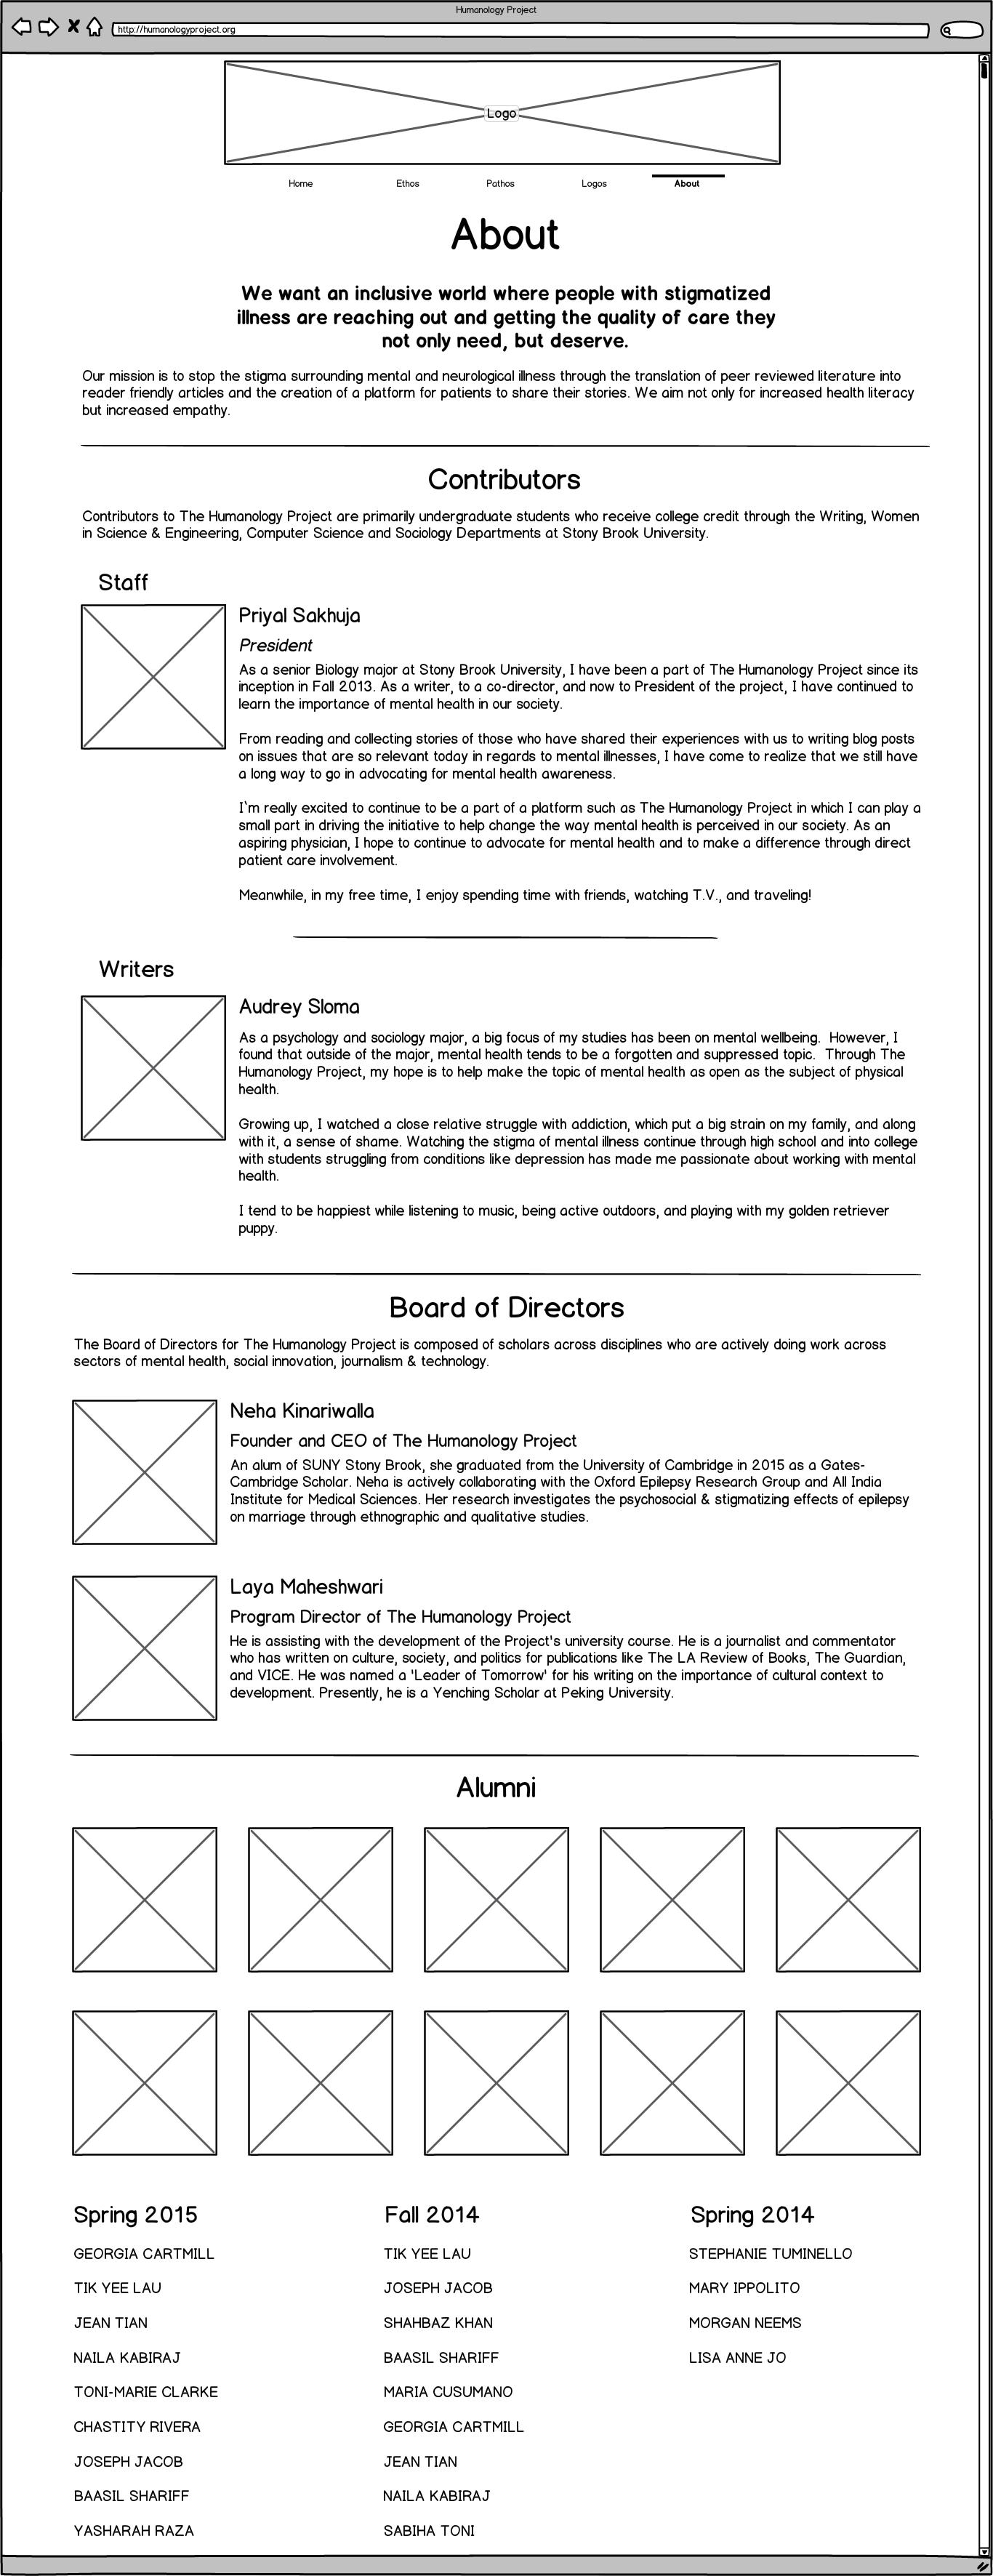 Humanology Project
http://humanologyproject.org
Logo
Home Ethos Pathos Logos About
About
We want an inclusive world where people with stigmatized
illness are reaching out and getting the quality of care they
not only need, but deserve.
Our mission is to stop the stigma surrounding mental and neurological illness through the translation of peer reviewed literature into
reader friendly articles and the creation of a platform for patients to share their stories. We aim not only for increased health literacy
but increased empathy.
Contributors
Contributors to The Humanology Project are primarily undergraduate students who receive college credit through the Writing, Women
in Science & Engineering, Computer Science and Sociology Departments at Stony Brook University.
Staff
Priyal Sakhuja
President
As a senior Biology major at Stony Brook University, I have been a part of The Humanology Project since its
inception in Fall 2013. As a writer, to a co-director, and now to President of the project, I have continued to
learn the importance of mental health in our society.
From reading and collecting stories of those who have shared their experiences with us to writing blog posts
on issues that are so relevant today in regards to mental illnesses, I have come to realize that we still have
a long way to go in advocating for mental health awareness.
I`m really excited to continue to be a part of a platform such as The Humanology Project in which I can play a
small part in driving the initiative to help change the way mental health is perceived in our society. As an
aspiring physician, I hope to continue to advocate for mental health and to make a difference through direct
patient care involvement.
Meanwhile, in my free time, I enjoy spending time with friends, watching T.V., and traveling!
Writers
Audrey Sloma
As a psychology and sociology major, a big focus of my studies has been on mental wellbeing.  However, I
found that outside of the major, mental health tends to be a forgotten and suppressed topic.  Through The
Humanology Project, my hope is to help make the topic of mental health as open as the subject of physical
health.
Growing up, I watched a close relative struggle with addiction, which put a big strain on my family, and along
with it, a sense of shame. Watching the stigma of mental illness continue through high school and into college
with students struggling from conditions like depression has made me passionate about working with mental
health.
I tend to be happiest while listening to music, being active outdoors, and playing with my golden retriever
puppy.
Board of Directors
The Board of Directors for The Humanology Project is composed of scholars across disciplines who are actively doing work across
sectors of mental health, social innovation, journalism & technology.
Neha Kinariwalla
Founder and CEO of The Humanology Project
An alum of SUNY Stony Brook, she graduated from the University of Cambridge in 2015 as a Gates-
Cambridge Scholar. Neha is actively collaborating with the Oxford Epilepsy Research Group and All India
Institute for Medical Sciences. Her research investigates the psychosocial & stigmatizing effects of epilepsy
on marriage through ethnographic and qualitative studies.
Laya Maheshwari
Program Director of The Humanology Project
He is assisting with the development of the Project's university course. He is a journalist and commentator
who has written on culture, society, and politics for publications like The LA Review of Books, The Guardian,
and VICE. He was named a 'Leader of Tomorrow' for his writing on the importance of cultural context to
development. Presently, he is a Yenching Scholar at Peking University.
Alumni
Spring 2015
GEORGIA CARTMILL
TIK YEE LAU
JEAN TIAN
NAILA KABIRAJ
TONI-MARIE CLARKE
CHASTITY RIVERA
JOSEPH JACOB
BAASIL SHARIFF
YASHARAH RAZA
Fall 2014
TIK YEE LAU
JOSEPH JACOB
SHAHBAZ KHAN
BAASIL SHARIFF
MARIA CUSUMANO
GEORGIA CARTMILL
JEAN TIAN
NAILA KABIRAJ
SABIHA TONI
Spring 2014
STEPHANIE TUMINELLO
MARY IPPOLITO
MORGAN NEEMS
LISA ANNE JO